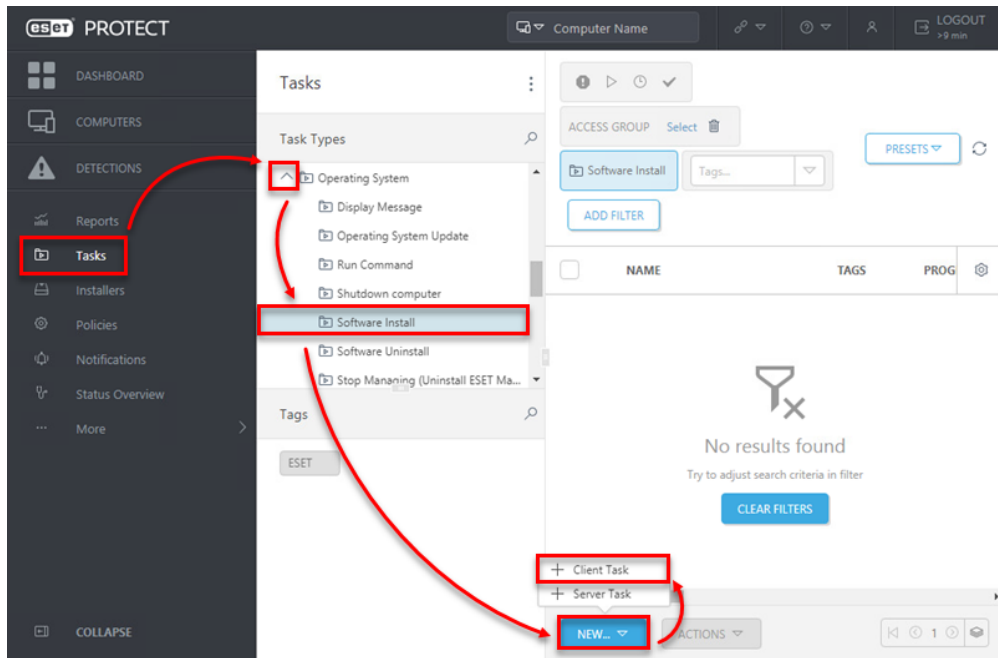 eset PROTECT
Computer Name
LOGOUT
>9 min
DASHBOARD
COMPUTERS
DETECTIONS
Reports
Tasks
Installers
Policies
Notifications
Status Overview
More
COLLAPSE
Tasks
Task Types
Operating System
Display Message
Operating System Update
Run Command
Shutdown computer
Software Install
Software Uninstall
Stop Managing (Uninstall ESET Ma...
Tags
ESET
ACCESS GROUP Select
Software Install
Tags...
PRESETS
ADD FILTER
NAME TAGS PROG
No results found
Try to adjust search criteria in filter
CLEAR FILTERS
Client Task
Server Task
NEW...
ACTIONS
1